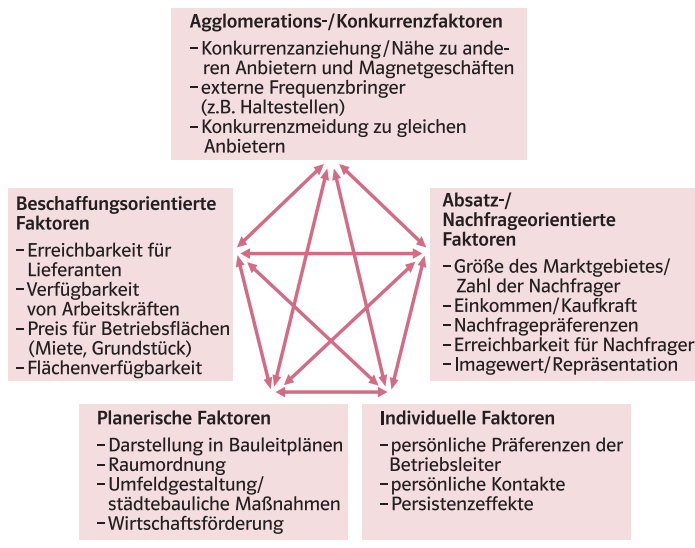 Agglomerations-/Konkurrenzfaktoren
– Konkurrenzanziehung/Nähe zu ande-
ren Anbietern und Magnetgeschäften
– externe Frequenzbringer
(z.B. Haltestellen)
– Konkurrenzmeidung zu gleichen
Anbietern
Beschaffungsorientierte
Faktoren
– Erreichbarkeit für
Lieferanten
– Verfügbarkeit
von Arbeitskräften
– Preis für Betriebsflächen
(Miete, Grundstück)
– Flächenverfügbarkeit
Absatz-/
Nachfrageorientierte
Faktoren
– Größe des Marktgebietes/
Zahl der Nachfrager
– Einkommen/Kaufkraft
– Nachfragepräferenzen
– Erreichbarkeit für Nachfrager
– Imagewert/Repräsentation
Planerische Faktoren
– Darstellung in Bauleitplänen
– Raumordnung
– Umfeldgestaltung/
städtebauliche Maßnahmen
– Wirtschaftsförderung
Individuelle Faktoren
– persönliche Präferenzen der
Betriebsleiter
– persönliche Kontakte
– Persistenzeffekte